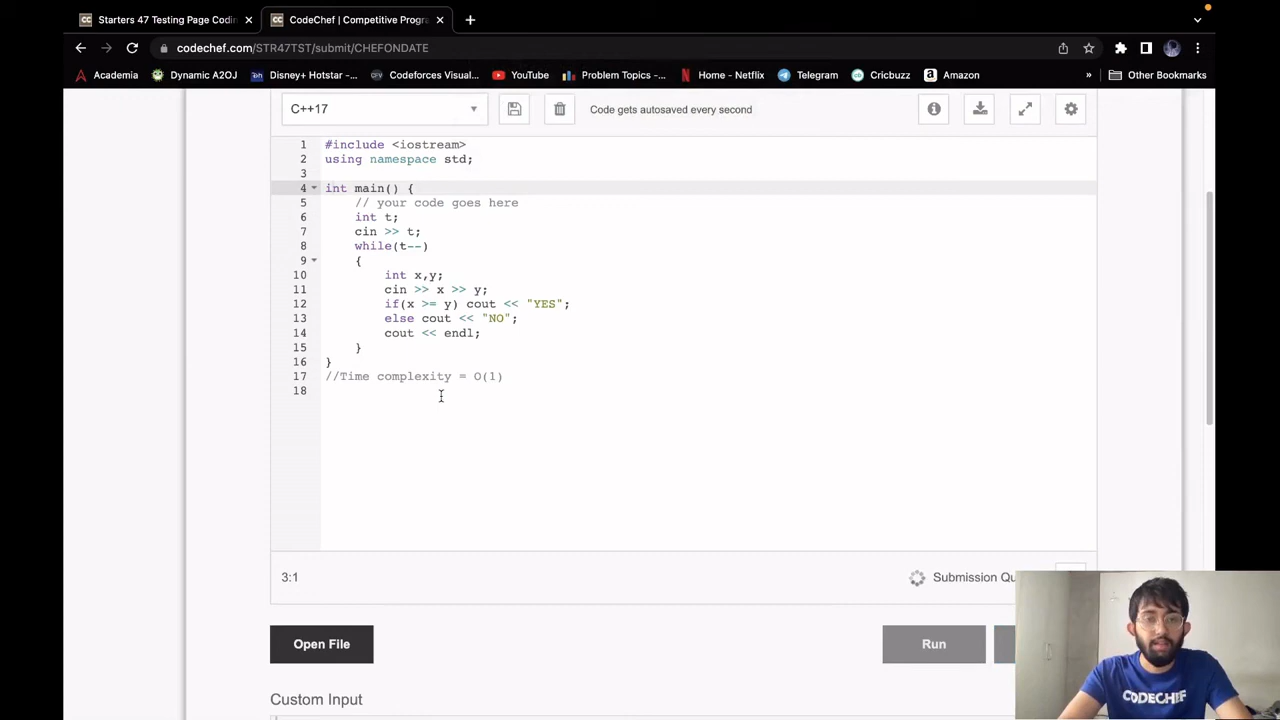 Starters 47 Testing Page Codin
CodeChef | Competitive Progra
codechef.com/STR47TST/submit/CHEFONDATE
Academia
Dynamic A2OJ
Disney+ Hotstar -...
Codeforces Visual...
YouTube
Problem Topics -...
Home - Netflix
Telegram
Cricbuzz
Amazon
»
Other Bookmarks
C++17
Code gets autosaved every second
1 #include <iostream>
2 using namespace std;
3
4 int main() {
5 // your code goes here
6 int t;
7 cin >> t;
8 while(t--)
9 {
10 int x,y;
11 cin >> x >> y;
12 if(x >= y) cout << "YES";
13 else cout << "NO";
14 cout << endl;
15 }
16 }
17 //Time complexity = O(1)
18
3:1
Submission Qu
Open File
Run
Custom Input
CODECHEF